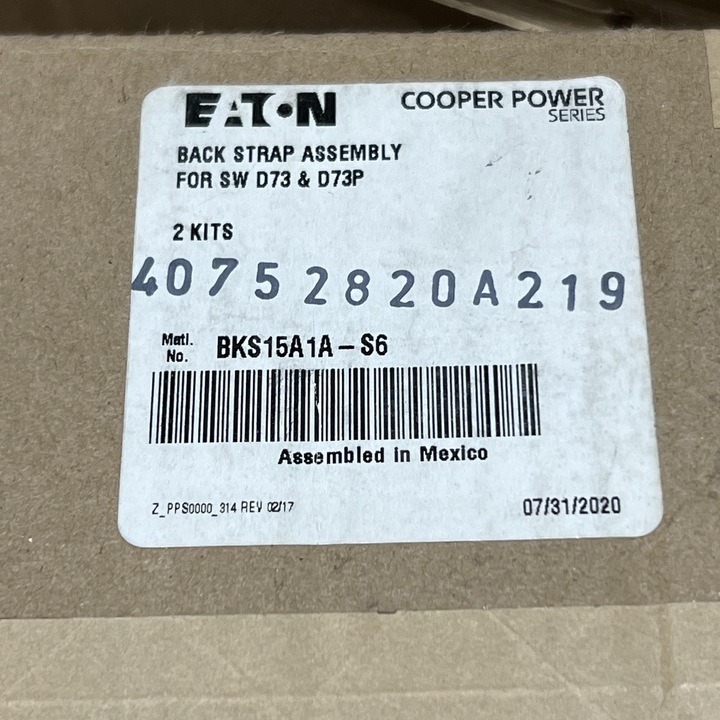 EATON
COOPER POWER
SERIES
BACK STRAP ASSEMBLY
FOR SW D73 & D73P
2 KITS
40752820A219
Matl.
No. BKS15A1A-S6
Assembled in Mexico
Z_PPS0000_314 REV 02/17
07/31/2020